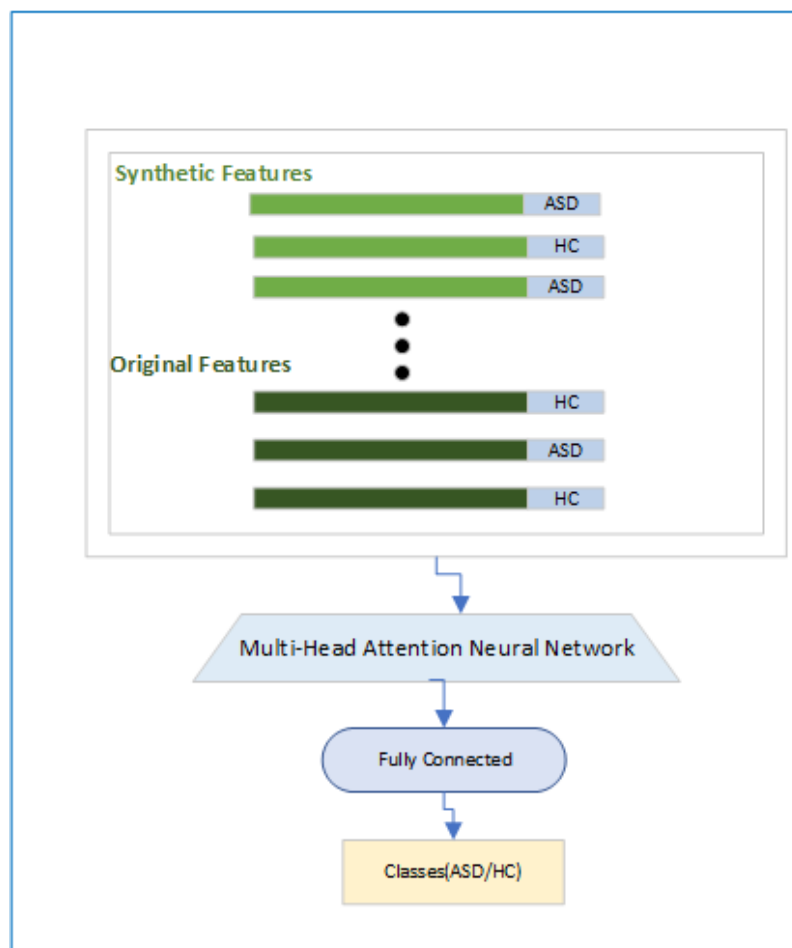 Synthetic Features
ASD
HC
ASD
Original Features
HC
ASD
HC
Multi-Head Attention Neural Network
Fully Connected
Classes(ASD/HC)